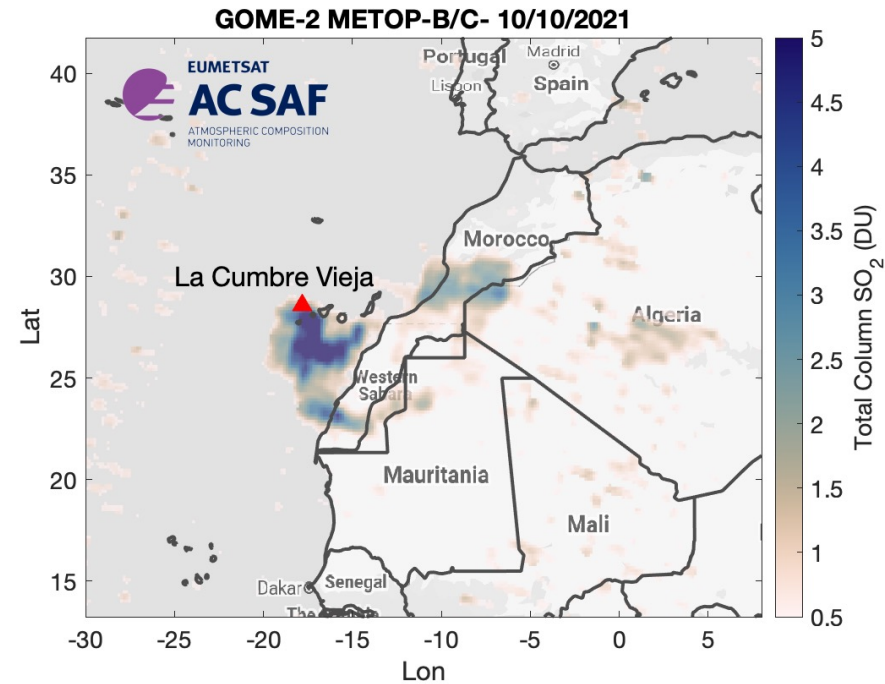 GOME-2 METOP-B/C- 10/10/2021
EUMETSAT
AC SAF
ATMOSPHERIC COMPOSITION
MONITORING
Portugal
Madrid
Lisbon
Spain
Morocco
La Cumbre Vieja
Algeria
Western
Sahara
Mauritania
Mali
Dakar
Senegal
The
40
35
30
25
20
15
Lat
-30
-25
-20
-15
-10
-5
0
5
Lon
5
4.5
4
3.5
3
2.5
2
1.5
1
0.5
Total Column SO₂ (DU)